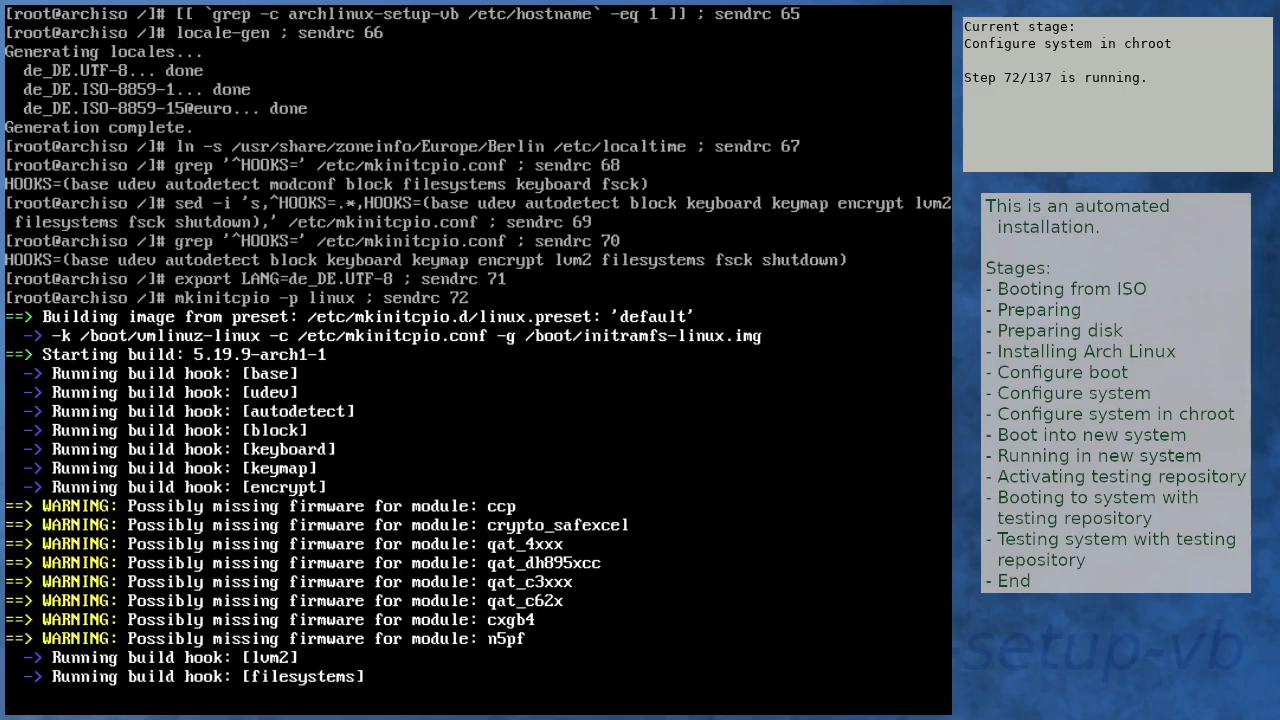 [root@archiso /]# [[ `grep -c archlinux-setup-vb /etc/hostname` -eq 1 ]] ; sendrc 65
[root@archiso /]# locale-gen ; sendrc 66
Generating locales...
  de_DE.UTF-8... done
  de_DE.ISO-8859-1... done
  de_DE.ISO-8859-15@euro... done
Generation complete.
[root@archiso /]# ln -s /usr/share/zoneinfo/Europe/Berlin /etc/localtime ; sendrc 67
[root@archiso /]# grep '^HOOKS=' /etc/mkinitcpio.conf ; sendrc 68
HOOKS=(base udev autodetect modconf block filesystems keyboard fsck)
[root@archiso /]# sed -i 's,^HOOKS=.*,HOOKS=(base udev autodetect block keyboard keymap encrypt lvm2
 filesystems fsck shutdown),' /etc/mkinitcpio.conf ; sendrc 69
[root@archiso /]# grep '^HOOKS=' /etc/mkinitcpio.conf ; sendrc 70
HOOKS=(base udev autodetect block keyboard keymap encrypt lvm2 filesystems fsck shutdown)
[root@archiso /]# export LANG=de_DE.UTF-8 ; sendrc 71
[root@archiso /]# mkinitcpio -p linux ; sendrc 72
==> Building image from preset: /etc/mkinitcpio.d/linux.preset: 'default'
  -> -k /boot/vmlinuz-linux -c /etc/mkinitcpio.conf -g /boot/initramfs-linux.img
==> Starting build: 5.19.9-arch1-1
  -> Running build hook: [base]
  -> Running build hook: [udev]
  -> Running build hook: [autodetect]
  -> Running build hook: [block]
  -> Running build hook: [keyboard]
  -> Running build hook: [keymap]
  -> Running build hook: [encrypt]
==> WARNING: Possibly missing firmware for module: ccp
==> WARNING: Possibly missing firmware for module: crypto_safexcel
==> WARNING: Possibly missing firmware for module: qat_4xxx
==> WARNING: Possibly missing firmware for module: qat_dh895xcc
==> WARNING: Possibly missing firmware for module: qat_c3xxx
==> WARNING: Possibly missing firmware for module: qat_c62x
==> WARNING: Possibly missing firmware for module: cxgb4
==> WARNING: Possibly missing firmware for module: n5pf
  -> Running build hook: [lvm2]
  -> Running build hook: [filesystems]
Current stage:
Configure system in chroot
Step 72/137 is running.
This is an automated
installation.
Stages:
- Booting from ISO
- Preparing
- Preparing disk
- Installing Arch Linux
- Configure boot
- Configure system
- Configure system in chroot
- Boot into new system
- Running in new system
- Activating testing repository
- Booting to system with
testing repository
- Testing system with testing
repository
- End
setup-vb